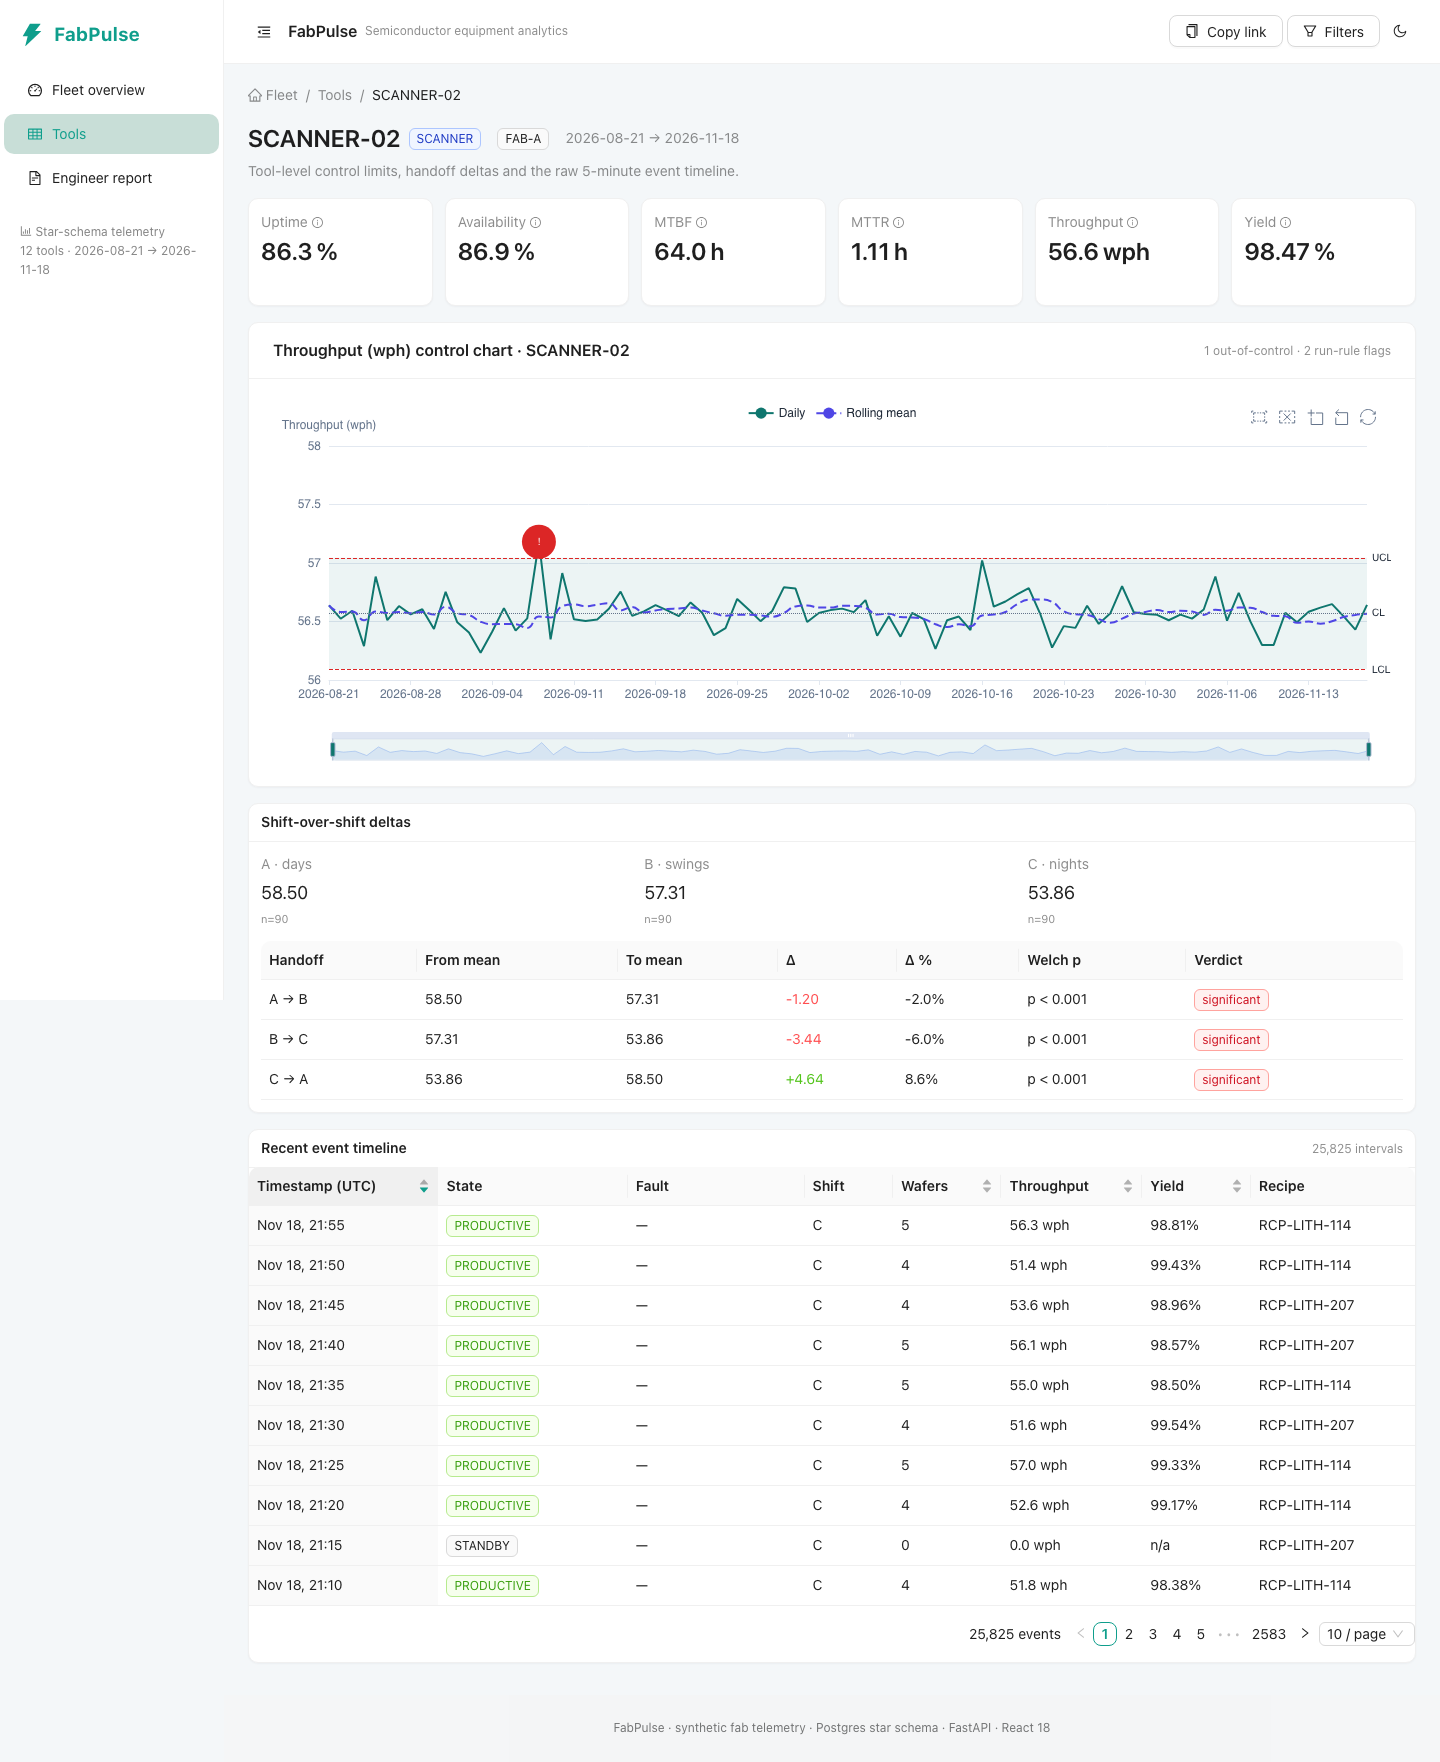 FabPulse
Fleet overview
Tools
Engineer report
Star-schema telemetry
12 tools · 2026-08-21 → 2026-
11-18
FabPulse Semiconductor equipment analytics
Copy link
Filters
Fleet / Tools / SCANNER-02
SCANNER-02 SCANNER FAB-A 2026-08-21 → 2026-11-18
Tool-level control limits, handoff deltas and the raw 5-minute event timeline.
Uptime
86.3 %
Availability
86.9 %
MTBF
64.0 h
MTTR
1.11 h
Throughput
56.6 wph
Yield
98.47 %
Throughput (wph) control chart · SCANNER-02
1 out-of-control · 2 run-rule flags
Daily Rolling mean
Throughput (wph)
58
57.5
57
56.5
56
!
UCL
CL
LCL
2026-08-21 2026-08-28 2026-09-04 2026-09-11 2026-09-18 2026-09-25 2026-10-02 2026-10-09 2026-10-16 2026-10-23 2026-10-30 2026-11-06 2026-11-13
Shift-over-shift deltas
A · days
58.50
n=90
B · swings
57.31
n=90
C · nights
53.86
n=90
Handoff From mean To mean Δ Δ % Welch p Verdict
A → B 58.50 57.31 -1.20 -2.0% p < 0.001 significant
B → C 57.31 53.86 -3.44 -6.0% p < 0.001 significant
C → A 53.86 58.50 +4.64 8.6% p < 0.001 significant
Recent event timeline
25,825 intervals
Timestamp (UTC) State Fault Shift Wafers Throughput Yield Recipe
Nov 18, 21:55 PRODUCTIVE — C 5 56.3 wph 98.81% RCP-LITH-114
Nov 18, 21:50 PRODUCTIVE — C 4 51.4 wph 99.43% RCP-LITH-114
Nov 18, 21:45 PRODUCTIVE — C 4 53.6 wph 98.96% RCP-LITH-207
Nov 18, 21:40 PRODUCTIVE — C 5 56.1 wph 98.57% RCP-LITH-207
Nov 18, 21:35 PRODUCTIVE — C 5 55.0 wph 98.50% RCP-LITH-114
Nov 18, 21:30 PRODUCTIVE — C 4 51.6 wph 99.54% RCP-LITH-207
Nov 18, 21:25 PRODUCTIVE — C 5 57.0 wph 99.33% RCP-LITH-114
Nov 18, 21:20 PRODUCTIVE — C 4 52.6 wph 99.17% RCP-LITH-114
Nov 18, 21:15 STANDBY — C 0 0.0 wph n/a RCP-LITH-207
Nov 18, 21:10 PRODUCTIVE — C 4 51.8 wph 98.38% RCP-LITH-114
25,825 events 1 2 3 4 5 ••• 2583 10 / page
FabPulse · synthetic fab telemetry · Postgres star schema · FastAPI · React 18